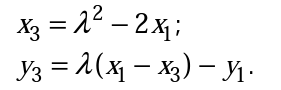 x₃ = λ² − 2x₁;
y₃ = λ(x₁ − x₃) − y₁.